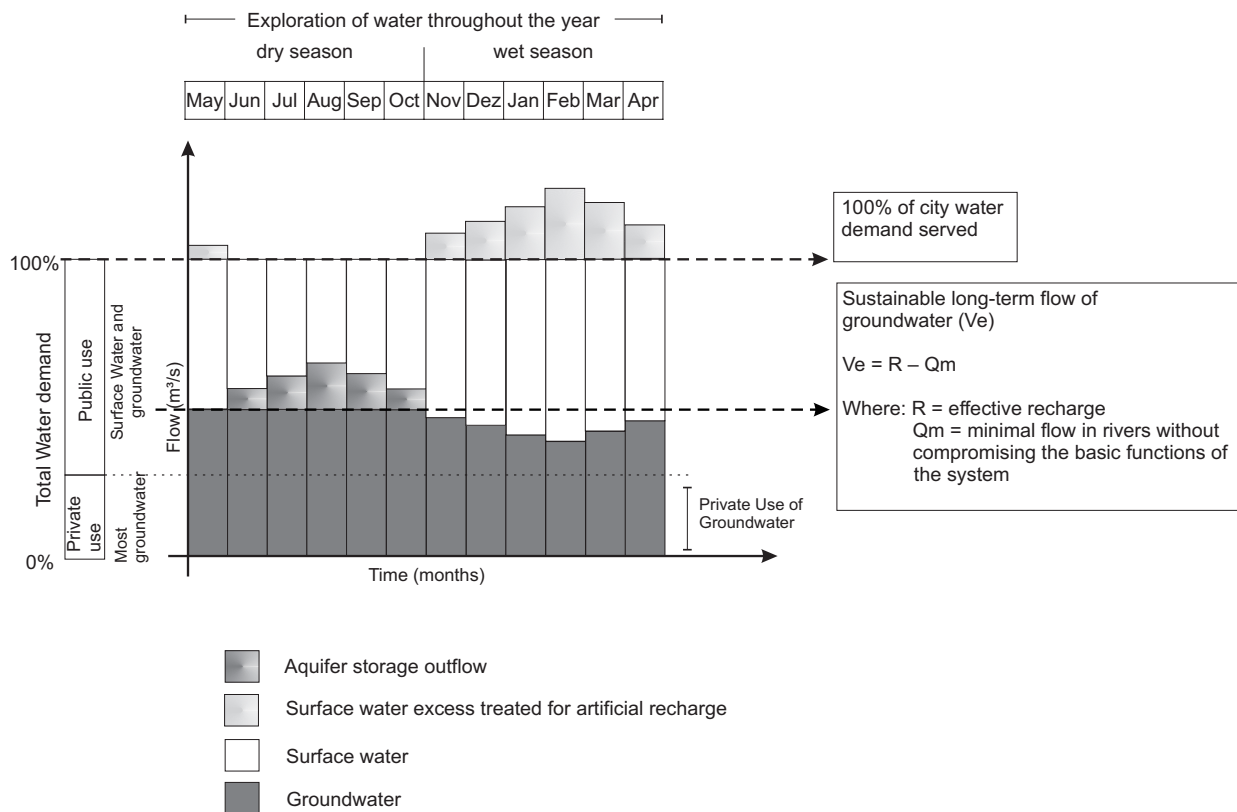 Exploration of water throughout the year
dry season
wet season
May Jun Jul Aug Sep Oct Nov Dez Jan Feb Mar Apr
100% of city water
demand served
100%
Total Water demand
Public use
Surface Water and
groundwater
Flow (m³/s)
Sustainable long-term flow of
groundwater (Ve)
Ve = R – Qm
Where: R = effective recharge
Qm = minimal flow in rivers without
compromising the basic functions of
the system
Private
use
Most
groundwater
Private Use of
Groundwater
0%
Time (months)
Aquifer storage outflow
Surface water excess treated for artificial recharge
Surface water
Groundwater